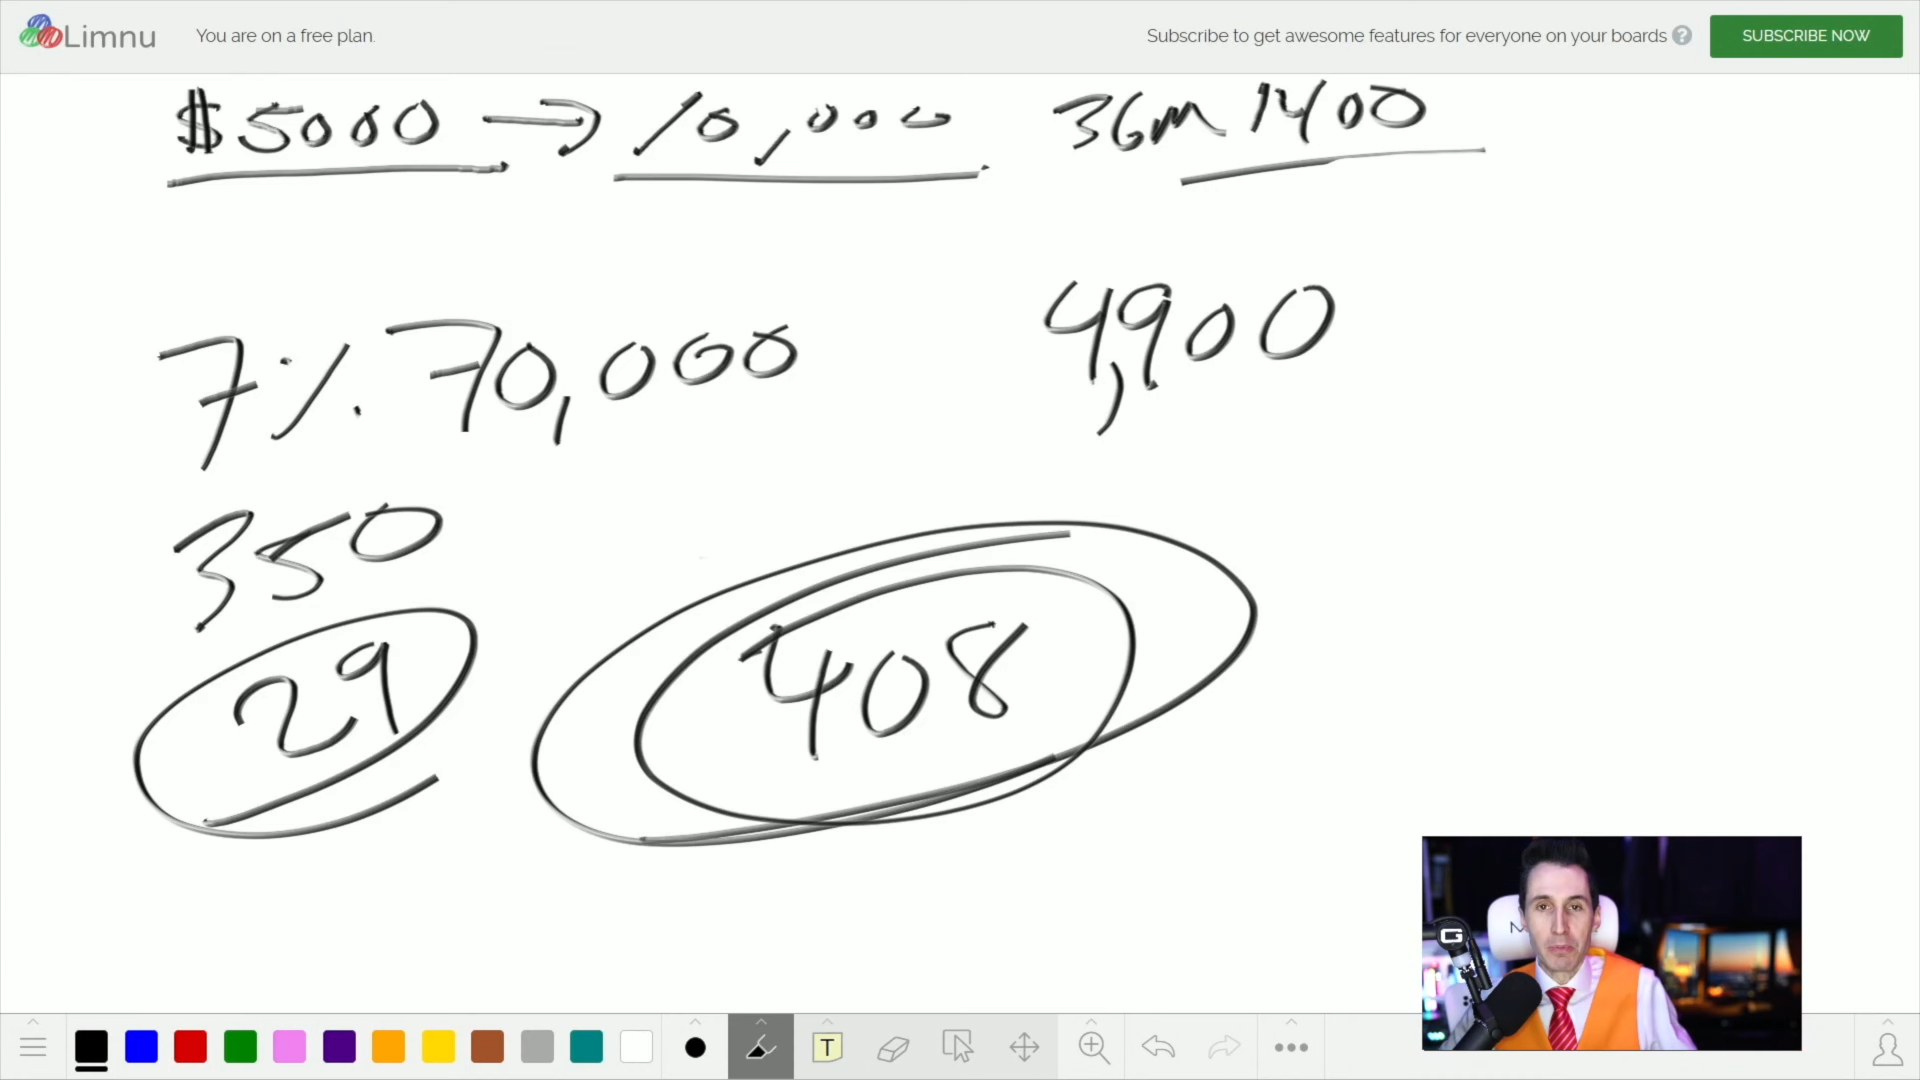 Limnu You are on a free plan. Subscribe to get awesome features for everyone on your boards ? SUBSCRIBE NOW
$5000 → 10,000 36m 1400
7% 70,000 4,900
350
29 408
T
G